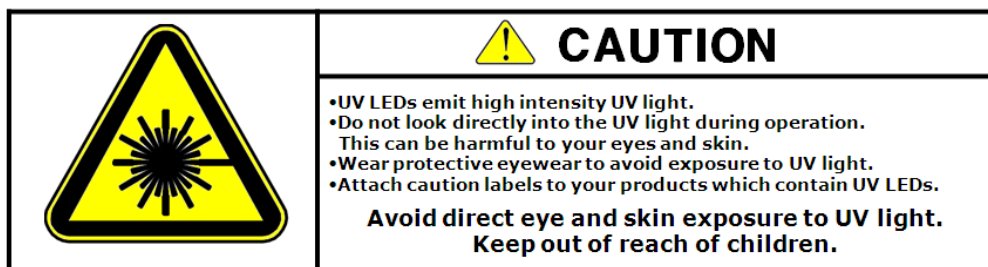 CAUTION
•UV LEDs emit high intensity UV light.
•Do not look directly into the UV light during operation.
This can be harmful to your eyes and skin.
•Wear protective eyewear to avoid exposure to UV light.
•Attach caution labels to your products which contain UV LEDs.
Avoid direct eye and skin exposure to UV light.
Keep out of reach of children.